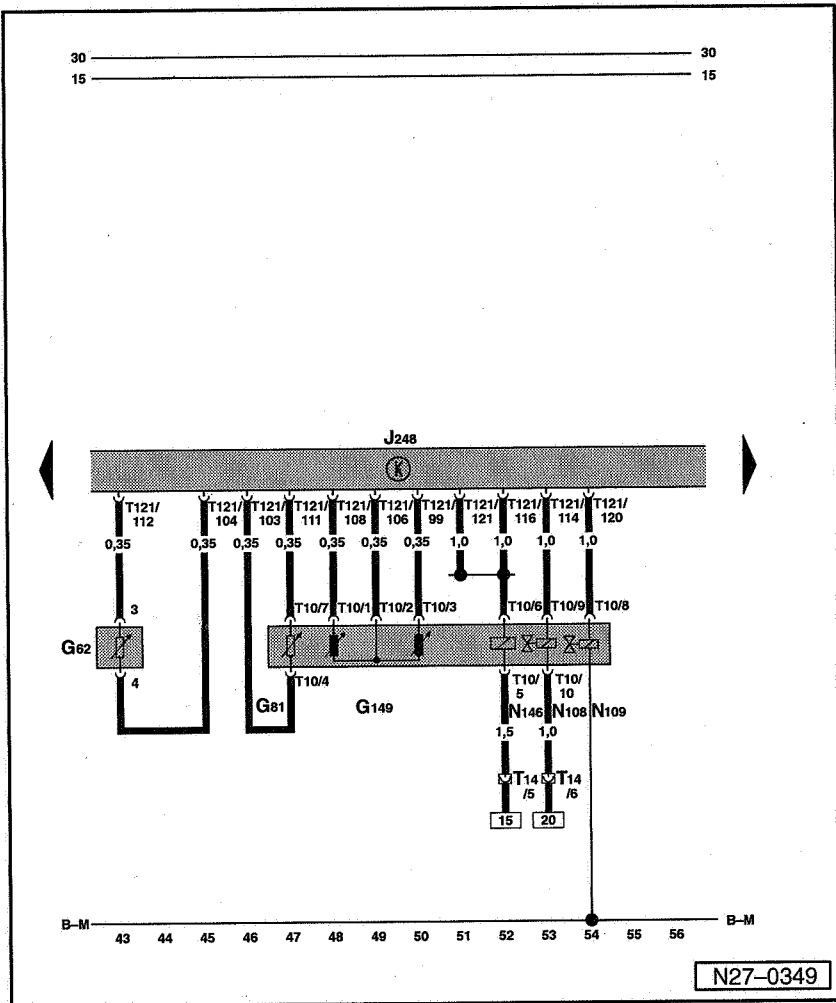 30 30
15 15
J248
K
T121/ T121/ T121/ T121/ T121/ T121/ T121/ T121/ T121/ T121/ T121/
112 104 103 111 108 106 99 121 116 114 120
0,35 0,35 0,35 0,35 0,35 0,35 0,35 1,0 1,0 1,0 1,0
3 T10/7 T10/1 T10/2 T10/3 T10/6 T10/9 T10/8
G62
4 T10/4 T10/ T10/
5 10
G81 G149 N146 N108 N109
1,5 1,0
T14 T14
/5 /6
15 20
B–M B–M
43 44 45 46 47 48 49 50 51 52 53 54 55 56
N27–0349